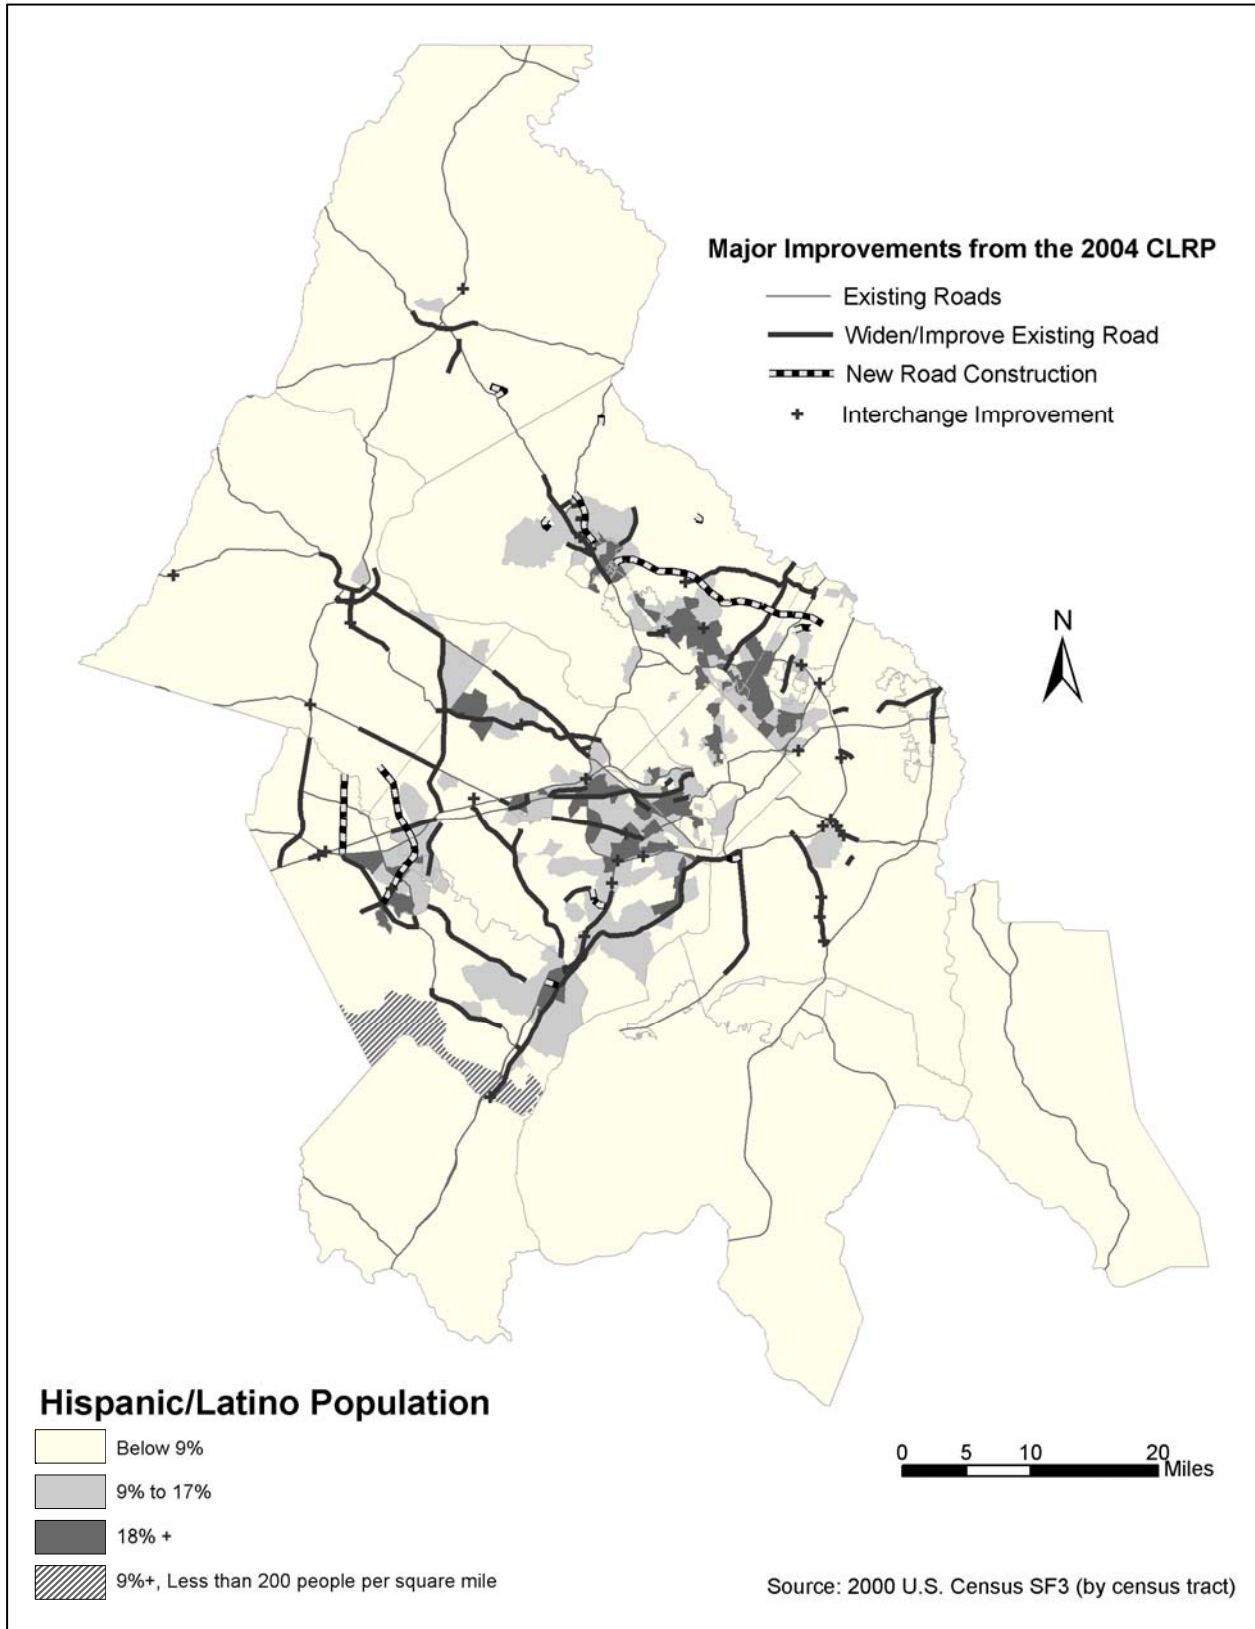 Major Improvements from the 2004 CLRP
Existing Roads
Widen/Improve Existing Road
New Road Construction
Interchange Improvement
N
Hispanic/Latino Population
Below 9%
9% to 17%
18% +
9%+, Less than 200 people per square mile
0 5 10 20
Miles
Source: 2000 U.S. Census SF3 (by census tract)